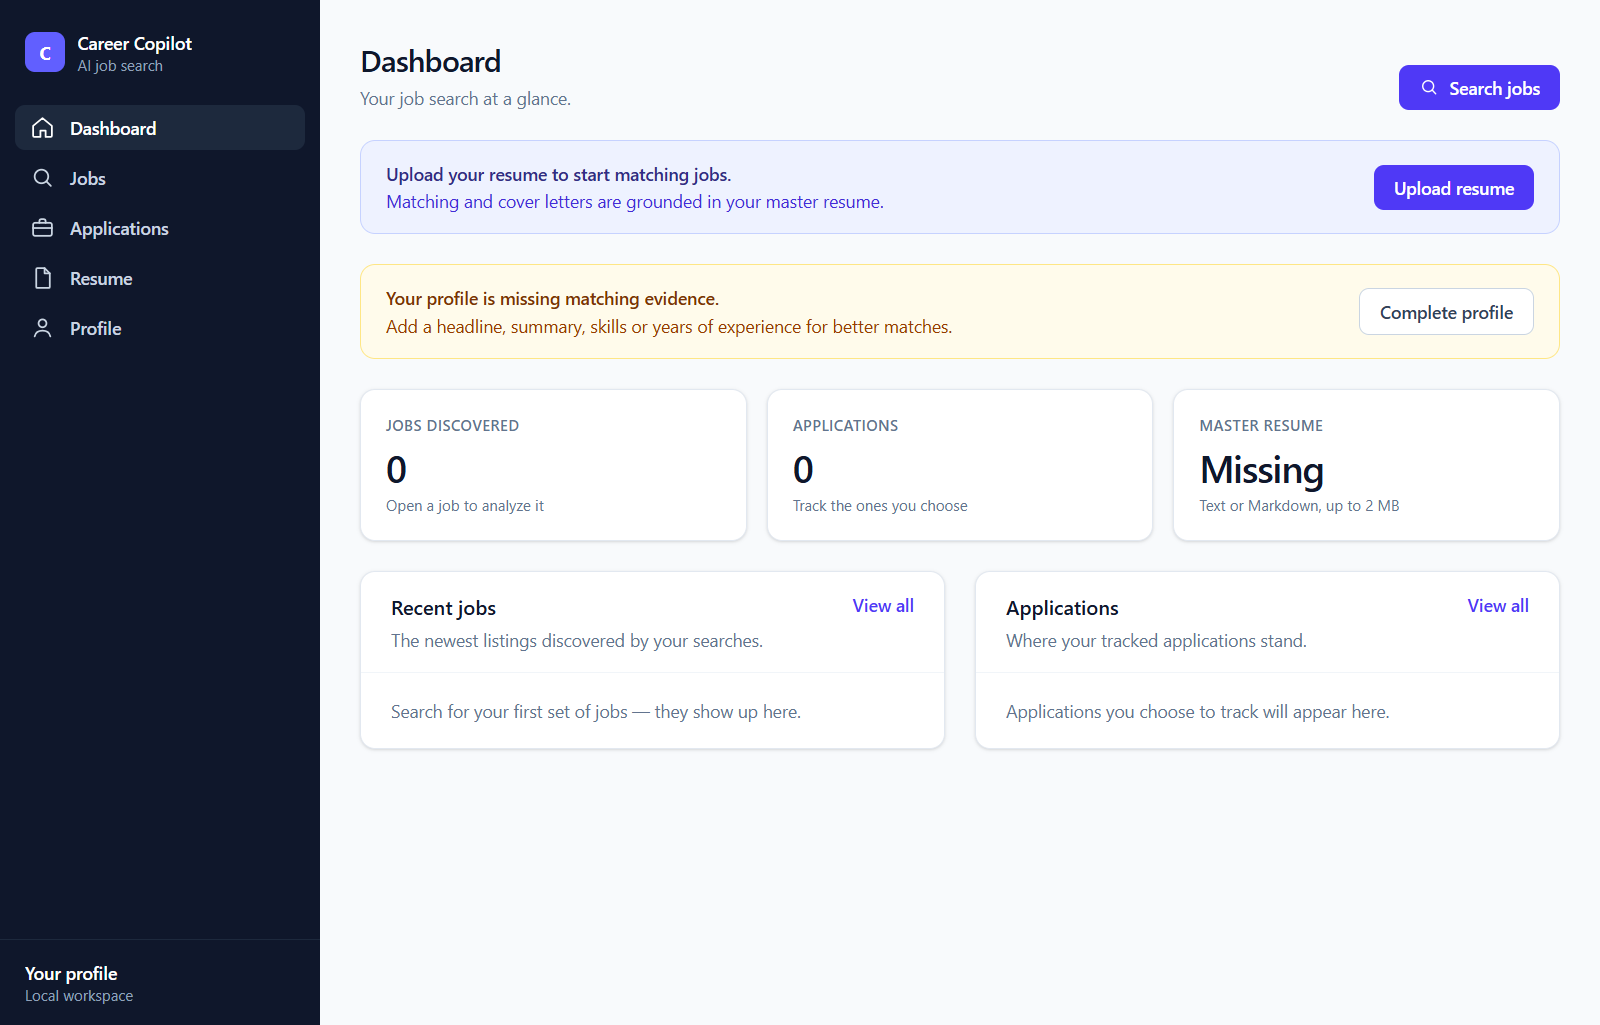 C
Career Copilot
AI job search
Dashboard
Jobs
Applications
Resume
Profile
Your profile
Local workspace
Dashboard
Your job search at a glance.
Search jobs
Upload your resume to start matching jobs.
Matching and cover letters are grounded in your master resume.
Upload resume
Your profile is missing matching evidence.
Add a headline, summary, skills or years of experience for better matches.
Complete profile
JOBS DISCOVERED
0
Open a job to analyze it
APPLICATIONS
0
Track the ones you choose
MASTER RESUME
Missing
Text or Markdown, up to 2 MB
Recent jobs
View all
The newest listings discovered by your searches.
Search for your first set of jobs — they show up here.
Applications
View all
Where your tracked applications stand.
Applications you choose to track will appear here.